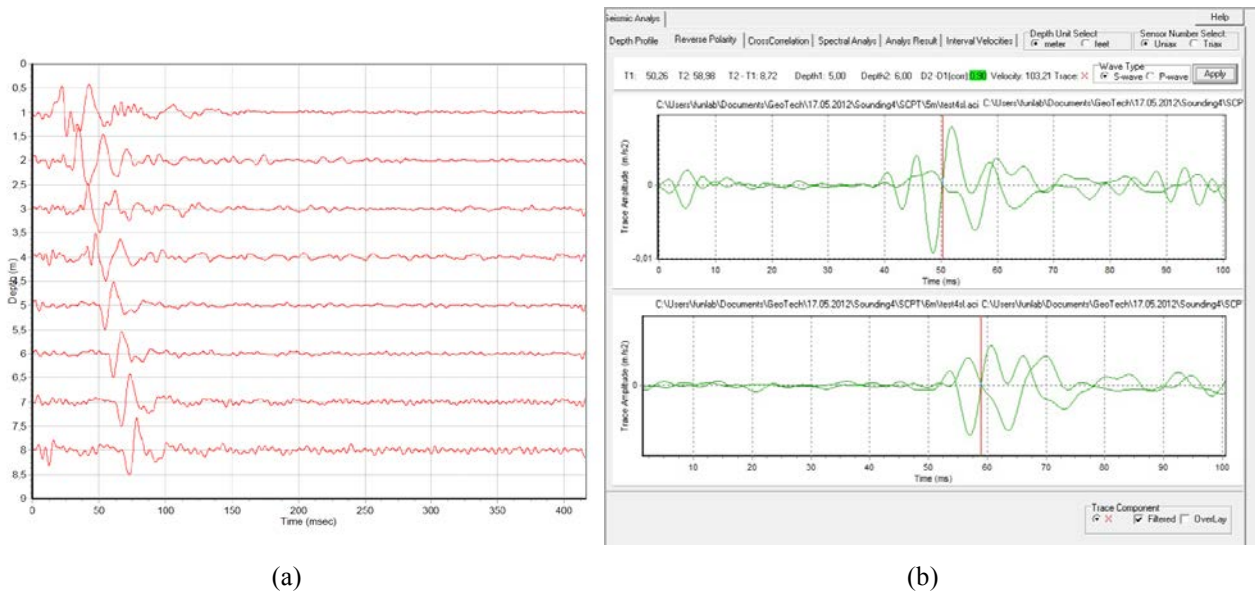 0
0.5
1
1.5
2
2.5
3
3.5
4
4.5
5
5.5
6
6.5
7
7.5
8
8.5
9
Depth (m)
0 50 100 150 200 250 300 350 400
Time (msec)
(a)
Seismic Analys
Help
Depth Profile Reverse Polarity CrossCorrelation Spectral Analys Analys Result Interval Velocities
Depth Unit Select
meter feet
Sensor Number Select
Uniax Triax
T1: 50,26 T2: 58,98 T2 - T1: 8,72 Depth1: 5,00 Depth2: 6,00 D2 -D1(corr) 0,90 Velocity: 103,21 Trace: X
Wave Type
S-wave P-wave
Apply
C:\Users\funlab\Documents\GeoTech\17.05.2012\Sounding4\SCPT\5m\test4sl.aci C:\Users\funlab\Documents\GeoTech\17.05.2012\Sounding4\SCPT
Trace Amplitude (m/s2)
0
-0,01
0 10 20 30 40 50 60 70 80 90 100
Time (ms)
C:\Users\funlab\Documents\GeoTech\17.05.2012\Sounding4\SCPT\6m\test4sl.aci C:\Users\funlab\Documents\GeoTech\17.05.2012\Sounding4\SCP
Trace Amplitude (m/s2)
0
10 20 30 40 50 60 70 80 90 100
Time (ms)
Trace Component
X Filtered OverLay
(b)